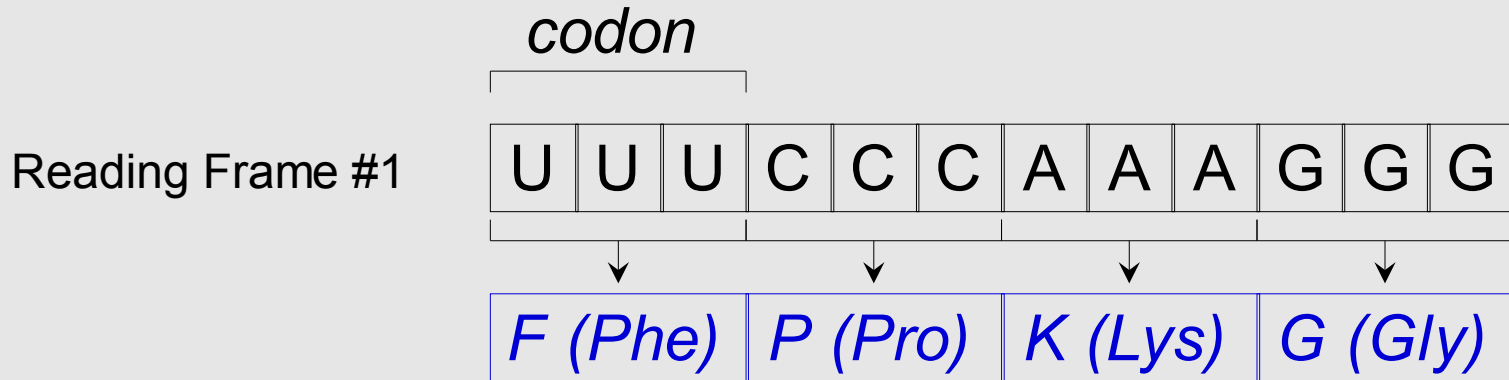 codon
Reading Frame #1 U U U C C C A A A G G G
F (Phe) P (Pro) K (Lys) G (Gly)